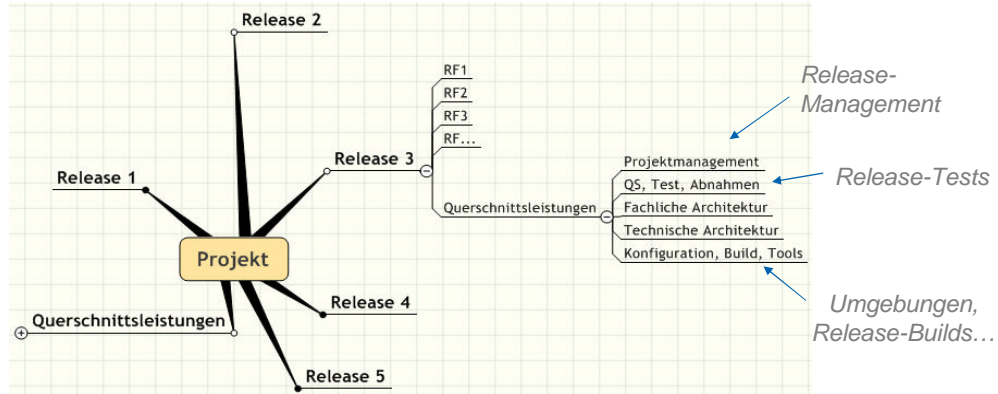 Release 2
RF1
RF2
RF3
RF...
Release 3
Release 1
Querschnittsleistungen
Projektmanagement
QS, Test, Abnahmen
Fachliche Architektur
Technische Architektur
Konfiguration, Build, Tools
Release-
Management
Release-Tests
Umgebungen,
Release-Builds…
Projekt
Release 4
Querschnittsleistungen
Release 5